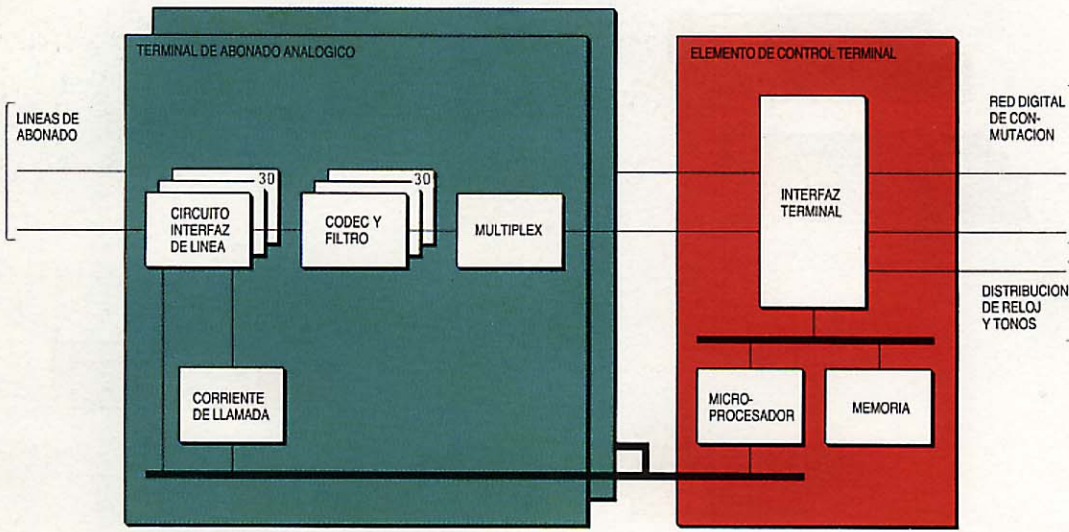 TERMINAL DE ABONADO ANALOGICO
ELEMENTO DE CONTROL TERMINAL
LINEAS DE
ABONADO
RED DIGITAL
DE CON-
MUTACION
30
30
CIRCUITO
INTERFAZ
DE LINEA
CODEC Y
FILTRO
MULTIPLEX
INTERFAZ
TERMINAL
DISTRIBUCION
DE RELOJ
Y TONOS
CORRIENTE
DE LLAMADA
MICRO-
PROCESADOR
MEMORIA